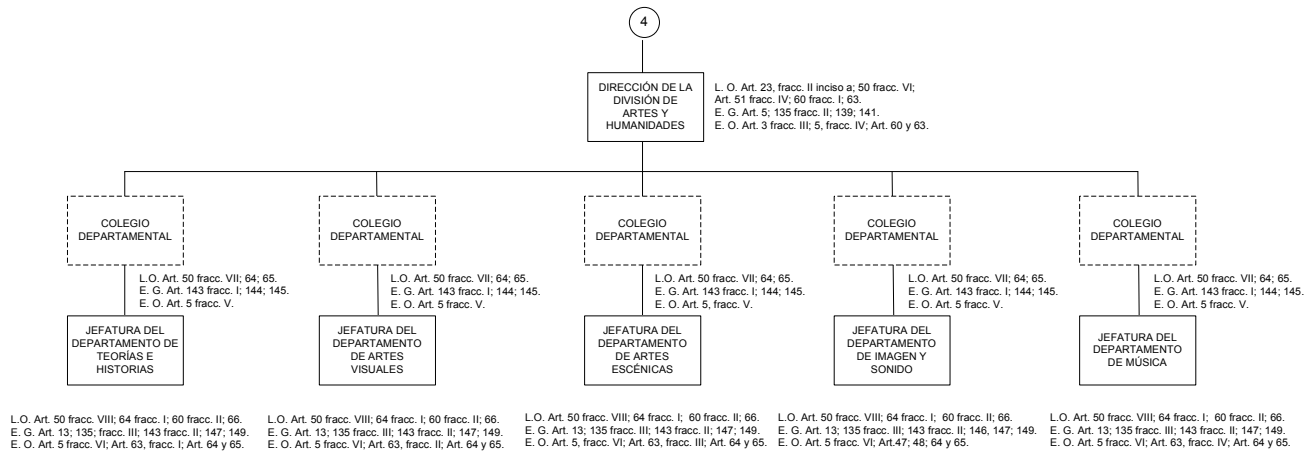 4
DIRECCIÓN DE LA
DIVISIÓN DE
ARTES Y
HUMANIDADES
L. O. Art. 23, fracc. II inciso a; 50 fracc. VI;
Art. 51 fracc. IV; 60 fracc. I; 63.
E. G. Art. 5; 135 fracc. II; 139; 141.
E. O. Art. 3 fracc. III; 5, fracc. IV; Art. 60 y 63.
COLEGIO
DEPARTAMENTAL
L.O. Art. 50 fracc. VII; 64; 65.
E. G. Art. 143 fracc. I; 144; 145.
E. O. Art. 5 fracc. V.
JEFATURA DEL
DEPARTAMENTO DE
TEORÍAS E
HISTORIAS
L.O. Art. 50 fracc. VIII; 64 fracc. I; 60 fracc. II; 66.
E. G. Art. 13; 135; fracc. III; 143 fracc. II; 147; 149.
E. O. Art. 5 fracc. VI; Art. 63, fracc. I; Art. 64 y 65.
COLEGIO
DEPARTAMENTAL
L.O. Art. 50 fracc. VII; 64; 65.
E. G. Art. 143 fracc. I; 144; 145.
E. O. Art. 5 fracc. V.
JEFATURA DEL
DEPARTAMENTO
DE ARTES
VISUALES
L.O. Art. 50 fracc. VIII; 64 fracc. I; 60 fracc. II; 66.
E. G. Art. 13; 135 fracc. III; 143 fracc. II; 147; 149.
E. O. Art. 5 fracc. VI; Art. 63, fracc. II; Art. 64 y 65.
COLEGIO
DEPARTAMENTAL
L.O. Art. 50 fracc. VII; 64; 65.
E. G. Art. 143 fracc. I; 144; 145.
E. O. Art. 5, fracc. V.
JEFATURA DEL
DEPARTAMENTO
DE ARTES
ESCÉNICAS
L.O. Art. 50 fracc. VIII; 64 fracc. I; 60 fracc. II; 66.
E. G. Art. 13; 135 fracc. III; 143 fracc. II; 147; 149.
E. O. Art. 5, fracc. VI; Art. 63, fracc. III; Art. 64 y 65.
COLEGIO
DEPARTAMENTAL
L.O. Art. 50 fracc. VII; 64; 65.
E. G. Art. 143 fracc. I; 144; 145.
E. O. Art. 5 fracc. V.
JEFATURA DEL
DEPARTAMENTO
DE IMAGEN Y
SONIDO
L.O. Art. 50 fracc. VIII; 64 fracc. I; 60 fracc. II; 66.
E. G. Art. 13; 135 fracc. III; 143 fracc. II; 146, 147; 149.
E. O. Art. 5 fracc. VI; Art.47; 48; 64 y 65.
COLEGIO
DEPARTAMENTAL
L.O. Art. 50 fracc. VII; 64; 65.
E. G. Art. 143 fracc. I; 144; 145.
E. O. Art. 5 fracc. V.
JEFATURA DEL
DEPARTAMENTO
DE MÚSICA
L.O. Art. 50 fracc. VIII; 64 fracc. I; 60 fracc. II; 66.
E. G. Art. 13; 135 fracc. III; 143 fracc. II; 147; 149.
E. O. Art. 5 fracc. VI; Art. 63, fracc. IV; Art. 64 y 65.